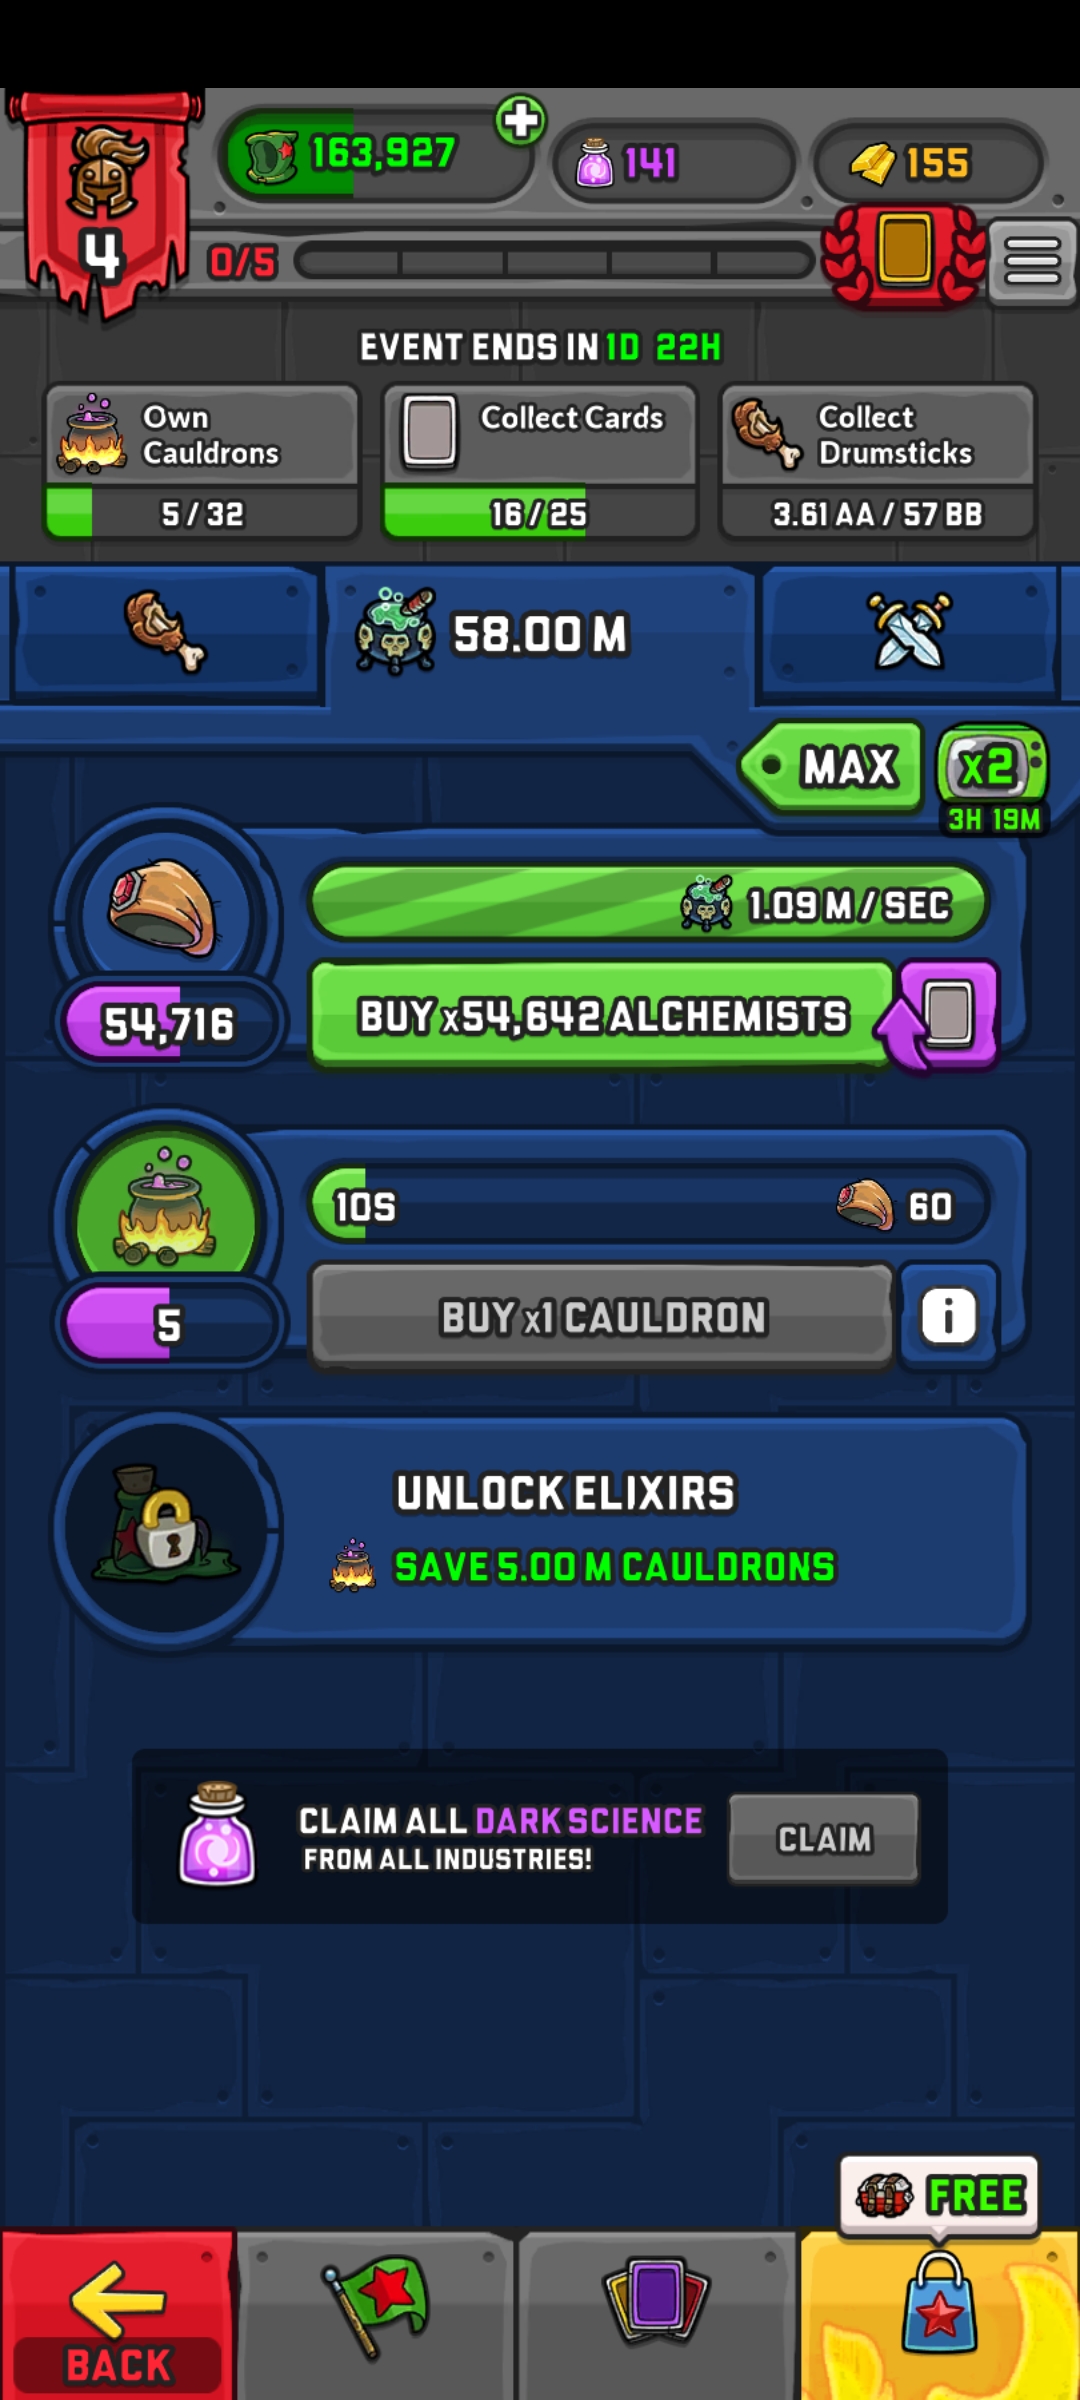 163,927
141
155
4
0/5
EVENT ENDS IN 1D 22H
Own
Cauldrons
5 / 32
Collect Cards
16 / 25
Collect
Drumsticks
3.61 AA / 57 BB
58.00 M
MAX
x2
3H 19M
1.09 M / SEC
54,716
BUY x54,642 ALCHEMISTS
10S
60
5
BUY x1 CAULDRON
i
UNLOCK ELIXIRS
SAVE 5.00 M CAULDRONS
CLAIM ALL DARK SCIENCE
FROM ALL INDUSTRIES!
CLAIM
FREE
BACK